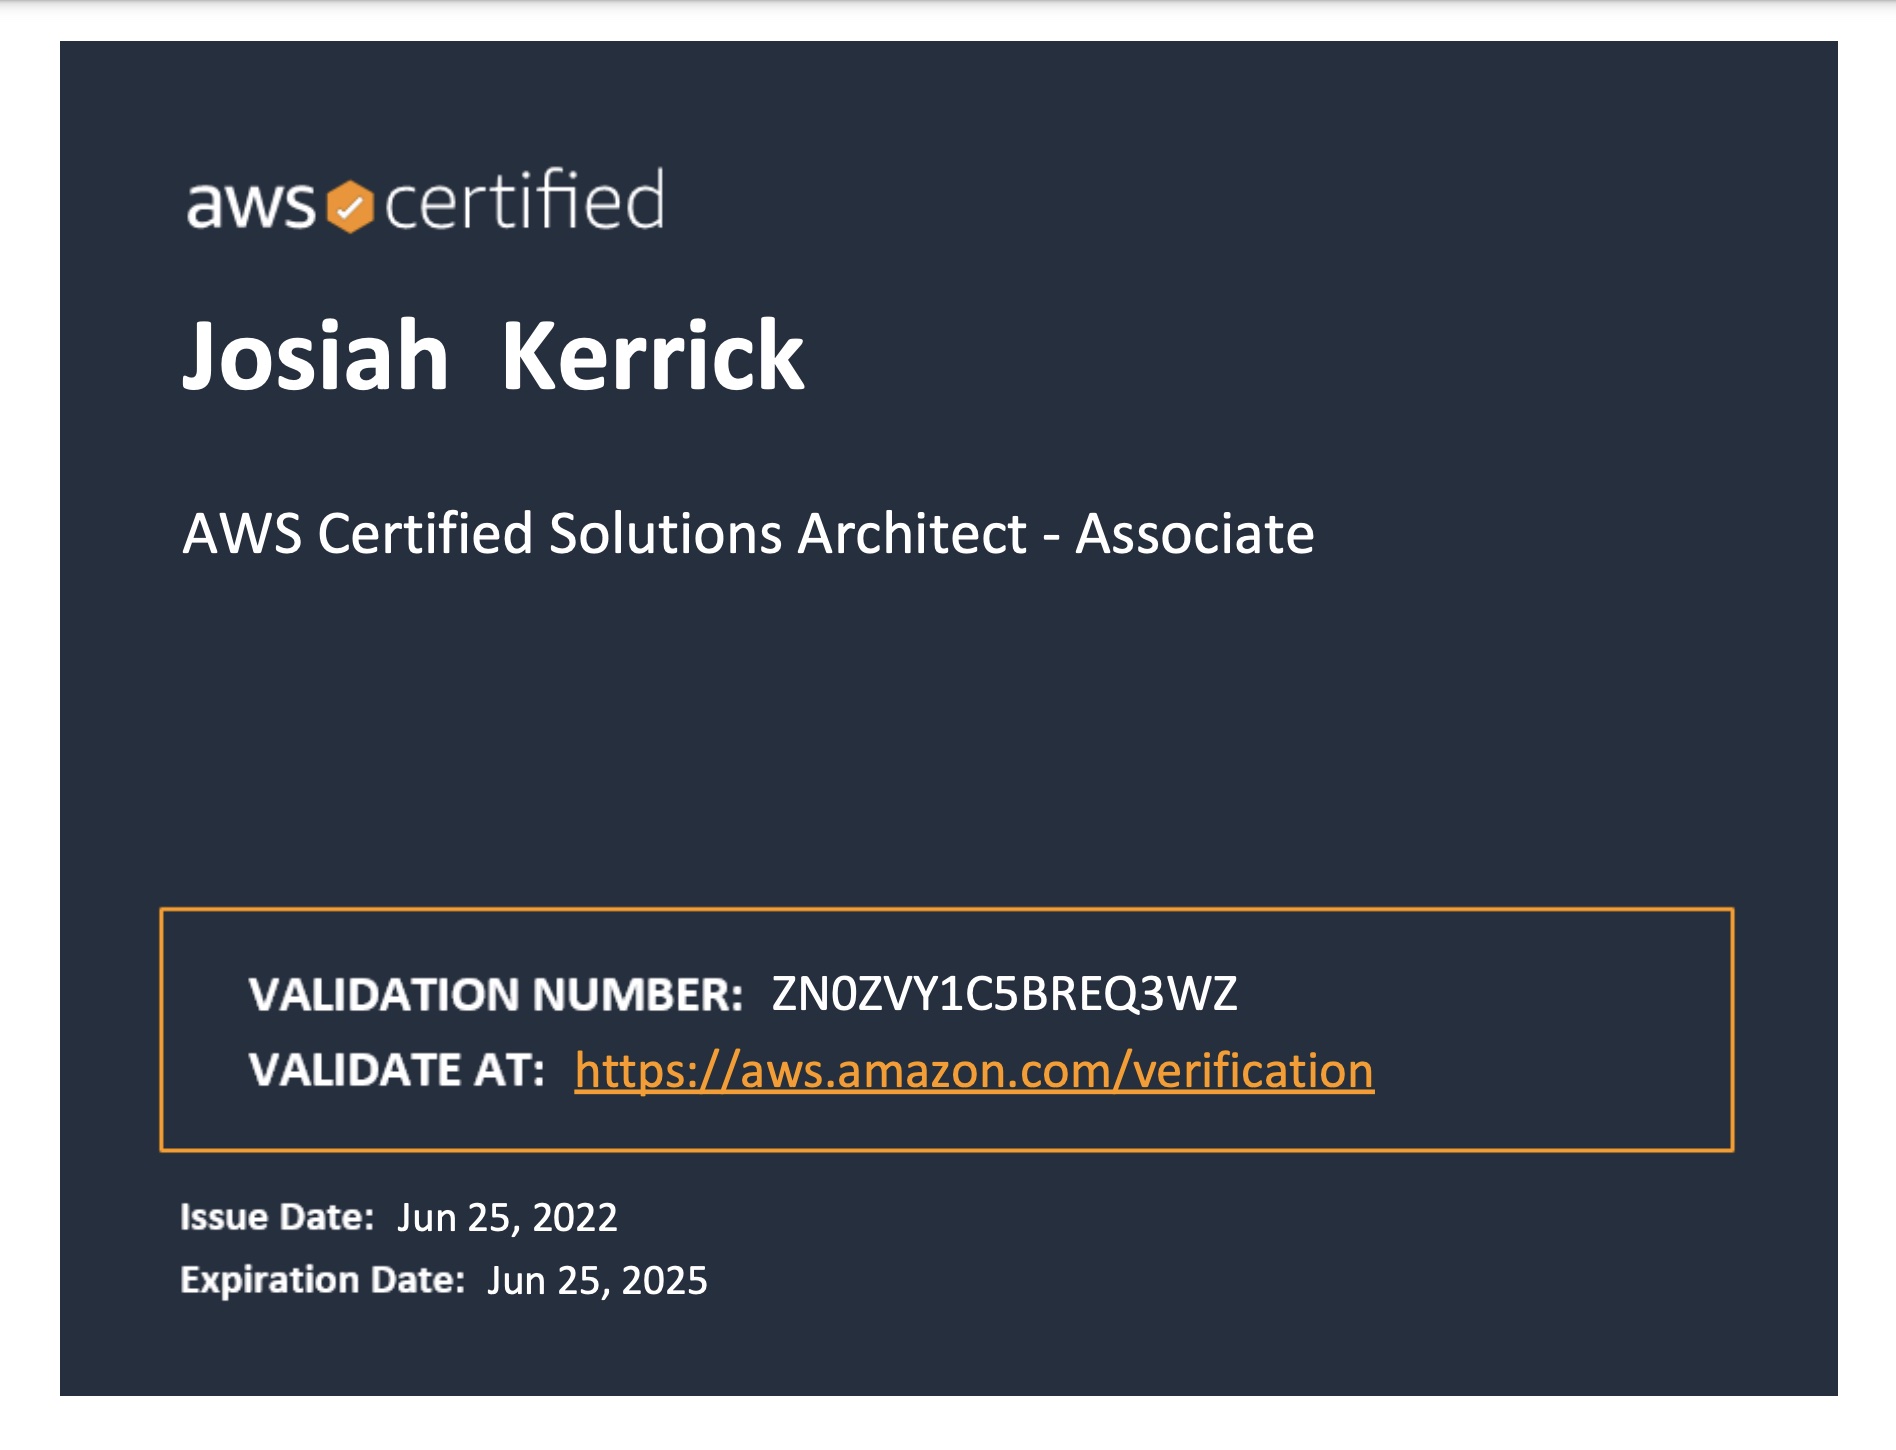 aws certified
Josiah Kerrick
AWS Certified Solutions Architect - Associate
VALIDATION NUMBER: ZN0ZVY1C5BREQ3WZ
VALIDATE AT: https://aws.amazon.com/verification
Issue Date: Jun 25, 2022
Expiration Date: Jun 25, 2025